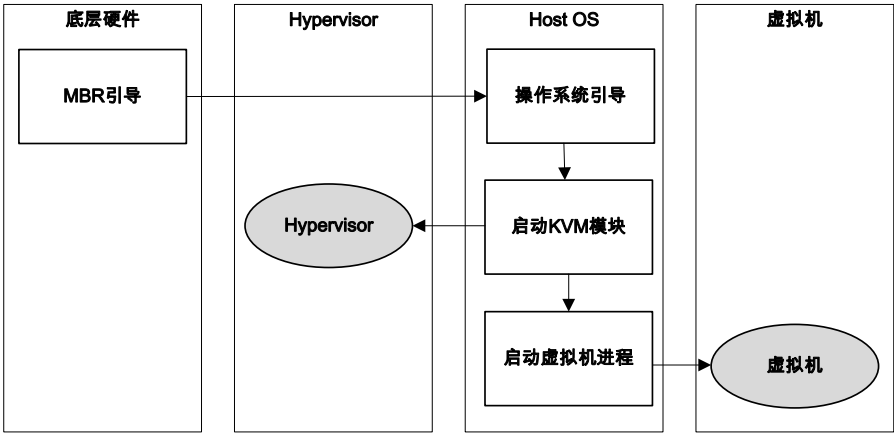 底层硬件
Hypervisor
Host OS
虚拟机
MBR引导
操作系统引导
Hypervisor
启动KVM模块
启动虚拟机进程
虚拟机